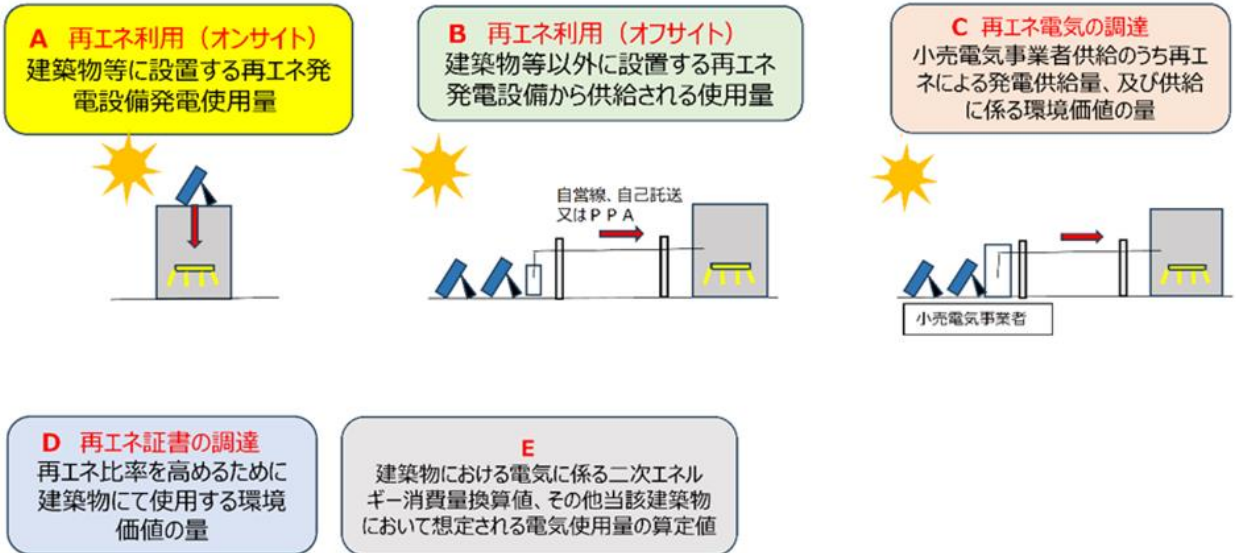 A 再エネ利用（オンサイト）
建築物等に設置する再エネ発
電設備発電使用量
B 再エネ利用（オフサイト）
建築物等以外に設置する再エネ
発電設備から供給される使用量
C 再エネ電気の調達
小売電気事業者供給のうち再エ
ネによる発電供給量、及び供給
に係る環境価値の量
自営線、自己託送
又はＰＰＡ
小売電気事業者
D 再エネ証書の調達
再エネ比率を高めるために
建築物にて使用する環境
価値の量
E
建築物における電気に係る二次エネル
ギー消費量換算値、その他当該建築物
において想定される電気使用量の算定値